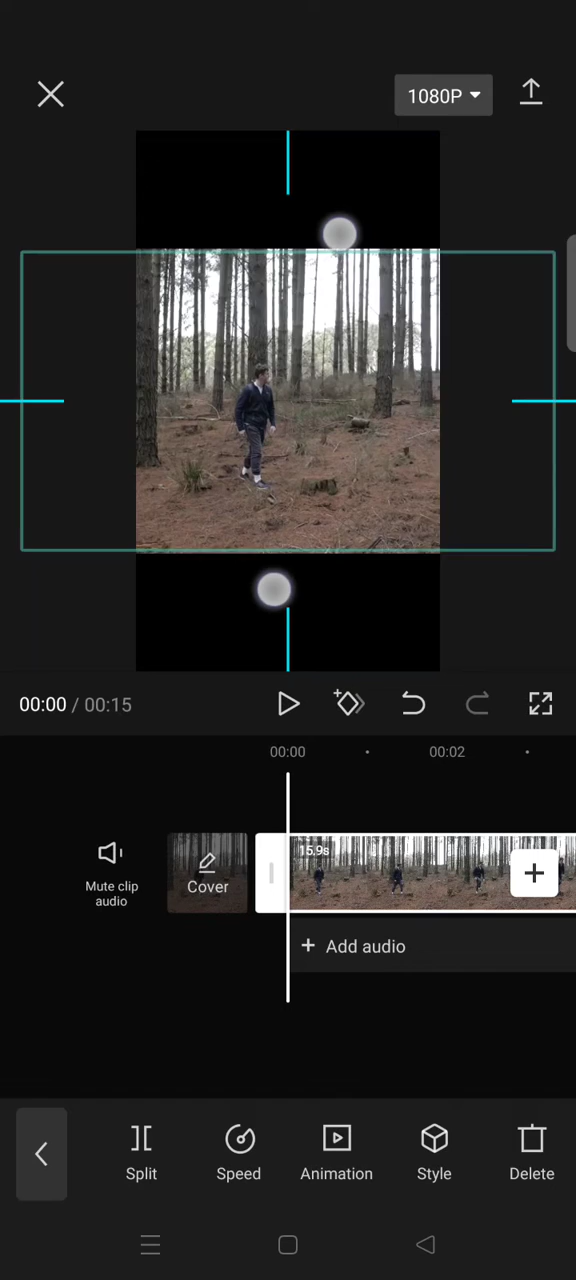 1080P
00:00 / 00:15
00:00
00:02
15.9s
Mute clip
audio
Cover
+ Add audio
Split
Speed
Animation
Style
Delete